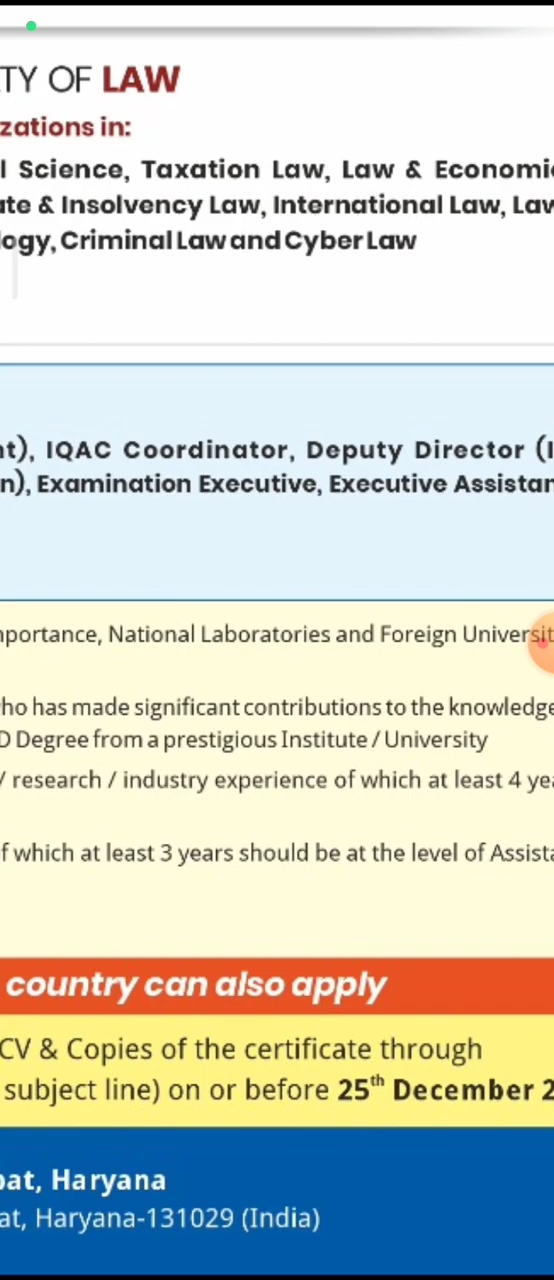 TY OF LAW
zations in:
l Science, Taxation Law, Law & Economi
te & Insolvency Law, International Law, Law
logy, Criminal Law and Cyber Law
nt), IQAC Coordinator, Deputy Director (I
n), Examination Executive, Executive Assistan
mportance, National Laboratories and Foreign Universit
ho has made significant contributions to the knowledge
D Degree from a prestigious Institute / University
/ research / industry experience of which at least 4 yea
f which at least 3 years should be at the level of Assista
country can also apply
CV & Copies of the certificate through
subject line) on or before 25th December 2
pat, Haryana
at, Haryana-131029 (India)